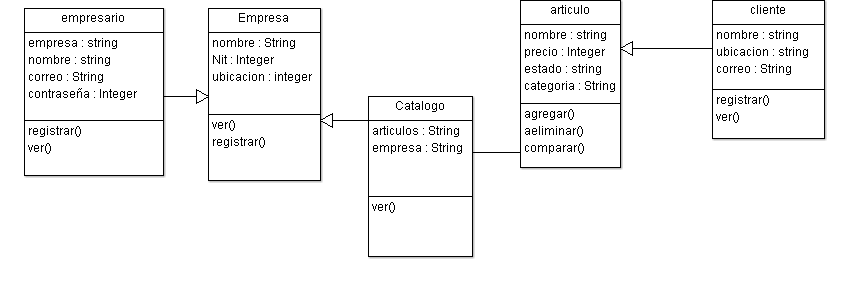 empresario
empresa : string
nombre : string
correo : String
contraseña : Integer
registrar()
ver()
Empresa
nombre : String
Nit : Integer
ubicacion : integer
ver()
registrar()
Catalogo
articulos : String
empresa : String
ver()
articulo
nombre : string
precio : Integer
estado : string
categoria : String
agregar()
aeliminar()
comparar()
cliente
nombre : string
ubicacion : string
correo : String
registrar()
ver()